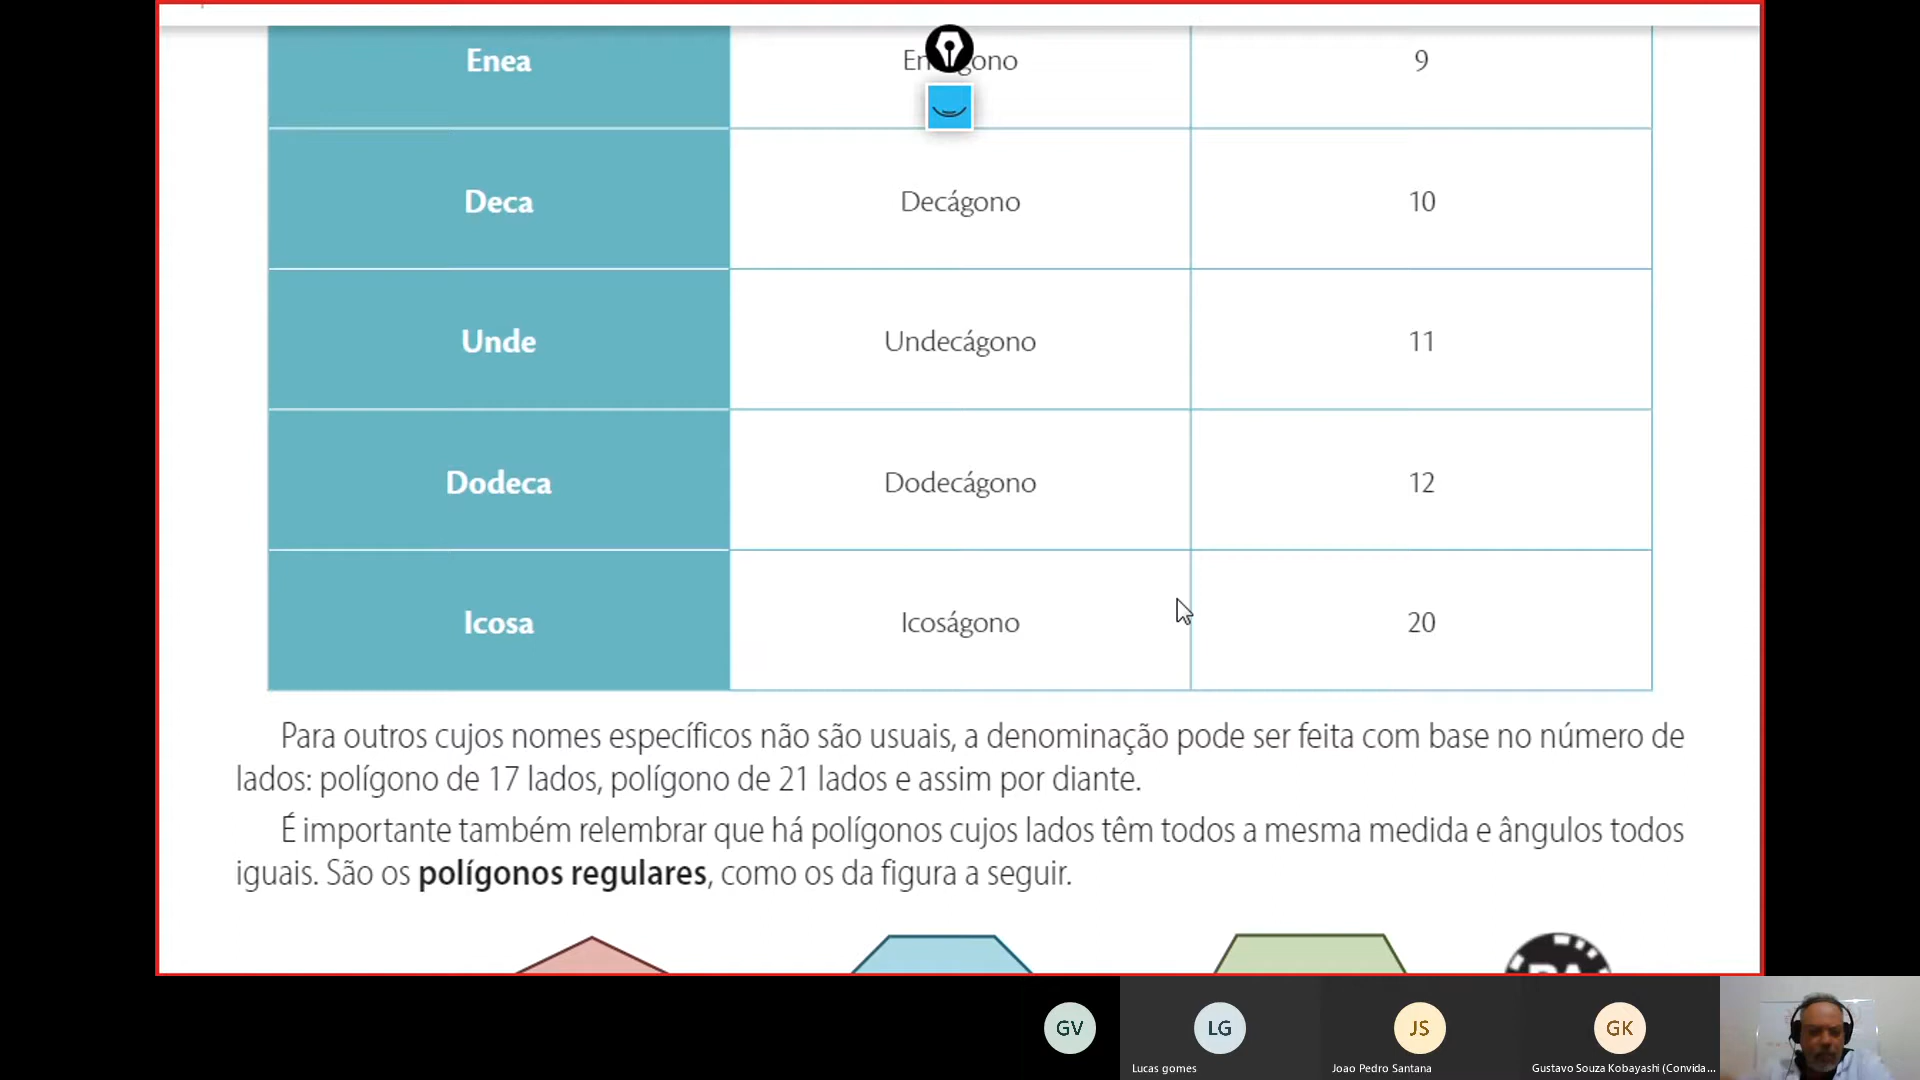 Enea 9
Deca Decágono 10
Unde Undecágono 11
Dodeca Dodecágono 12
Icosa Icoságono 20
Para outros cujos nomes específicos não são usuais, a denominação pode ser feita com base no número de
lados: polígono de 17 lados, polígono de 21 lados e assim por diante.
É importante também relembrar que há polígonos cujos lados têm todos a mesma medida e ângulos todos
iguais. São os polígonos regulares, como os da figura a seguir.
GV LG JS GK
Lucas gomes Joao Pedro Santana Gustavo Souza Kobayashi (Convida...